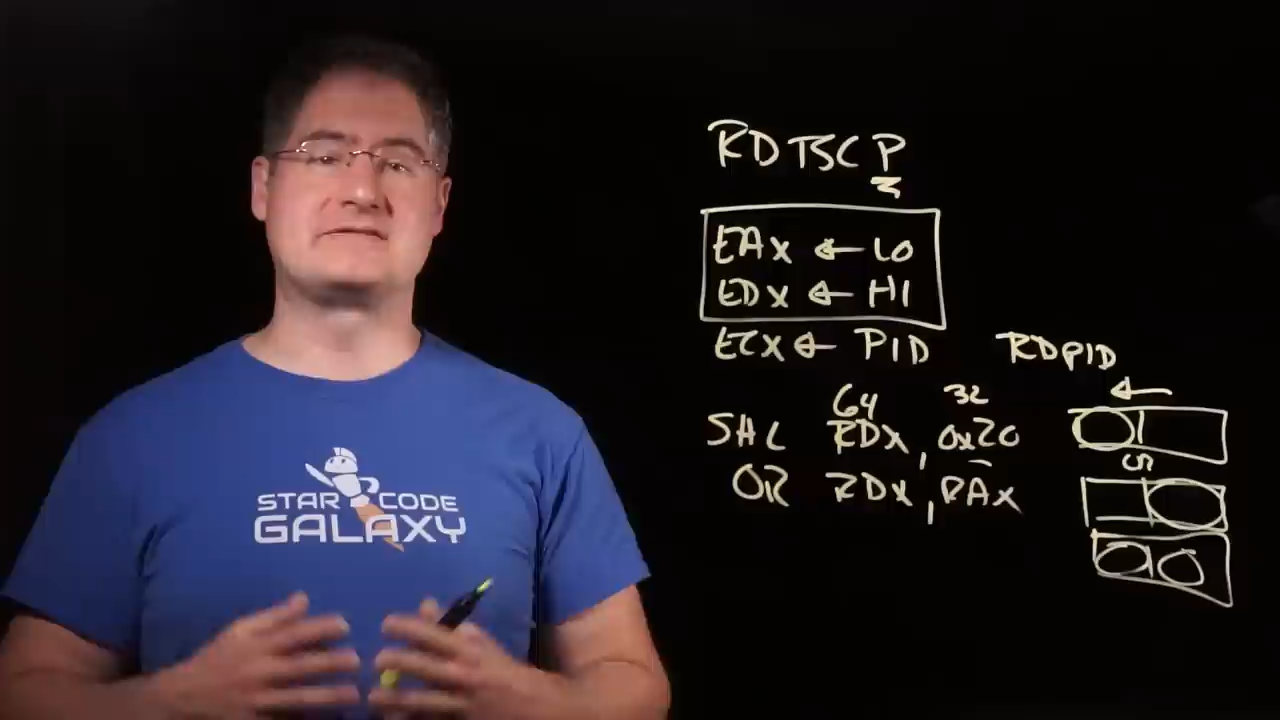 STAR CODE
GALAXY
RDTSCP
EAX ← LO
EDX ← HI
ECX ← PID
RDPID
64 32
SHL RDX, 0x20
OR RDX, RAX